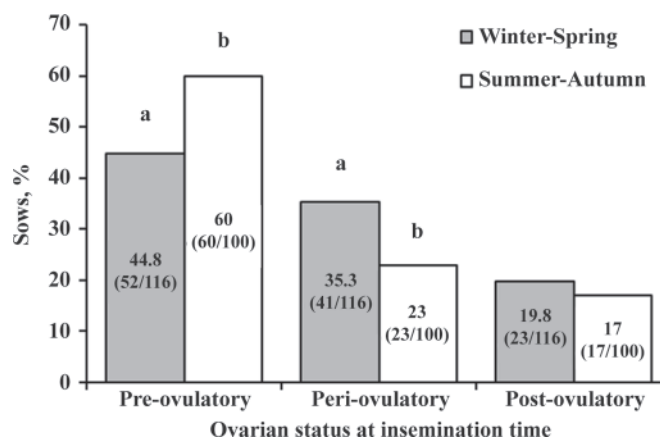 70
60
50
40
30
20
10
0
Sows, %
Winter-Spring
Summer-Autumn
a
b
a
b
44.8
(52/116)
60
(60/100)
35.3
(41/116)
23
(23/100)
19.8
(23/116)
17
(17/100)
Pre-ovulatory
Peri-ovulatory
Post-ovulatory
Ovarian status at insemination time